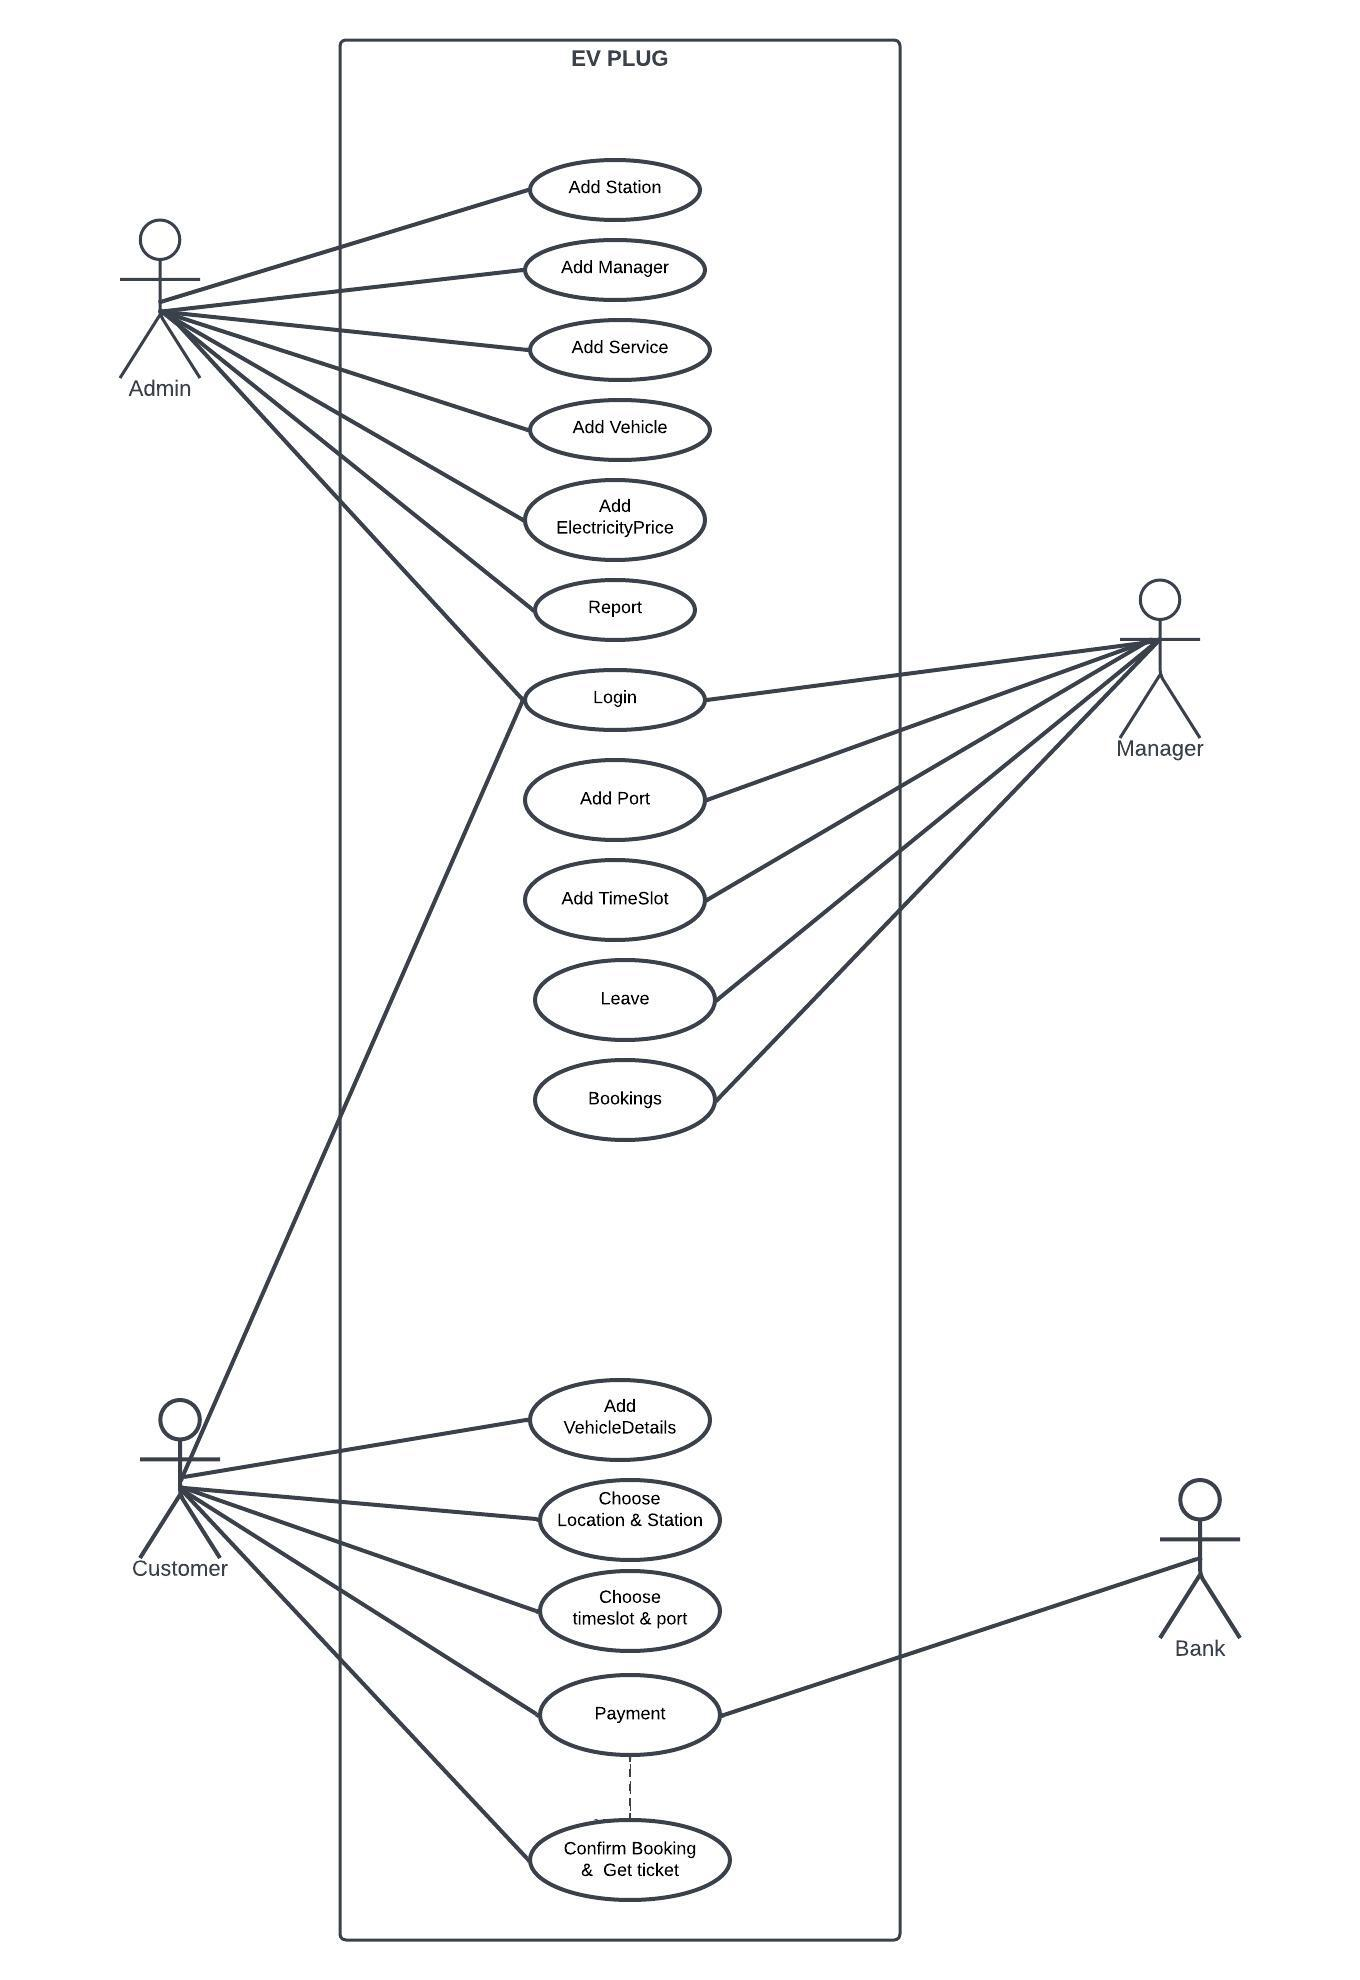 EV PLUG
Add Station
Add Manager
Add Service
Add Vehicle
Add
ElectricityPrice
Report
Login
Add Port
Add TimeSlot
Leave
Bookings
Admin
Manager
Add
VehicleDetails
Choose
Location & Station
Choose
timeslot & port
Payment
Confirm Booking
&  Get ticket
Customer
Bank